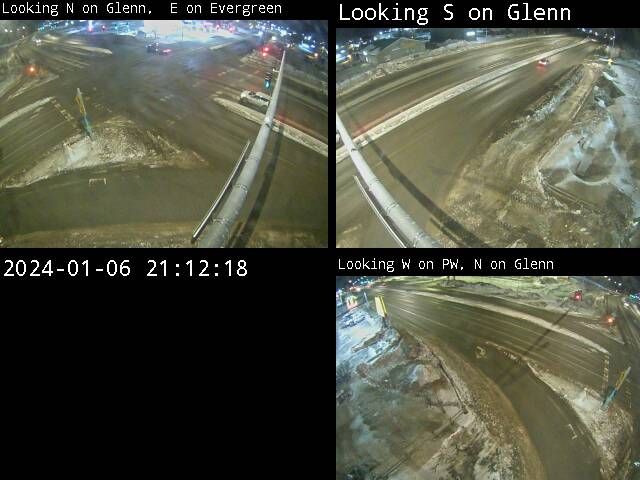 Looking N on Glenn,  E on Evergreen
Looking S on Glenn
2024-01-06 21:12:18
Looking W on PW, N on Glenn